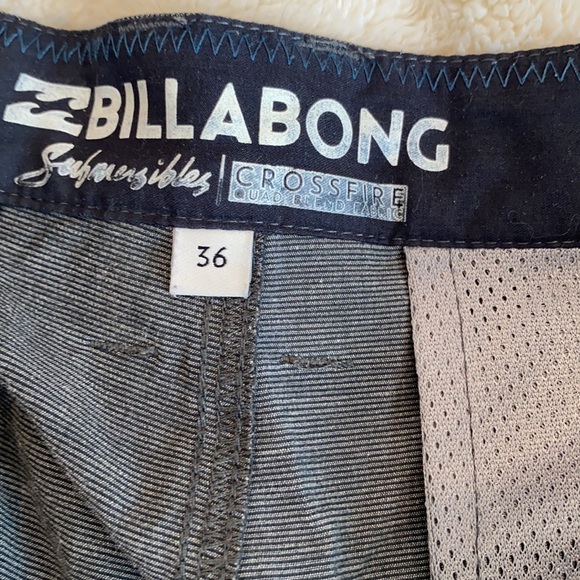 BILLABONG
Submersibles CROSSFIRE
QUAD BLEND FABRIC
36